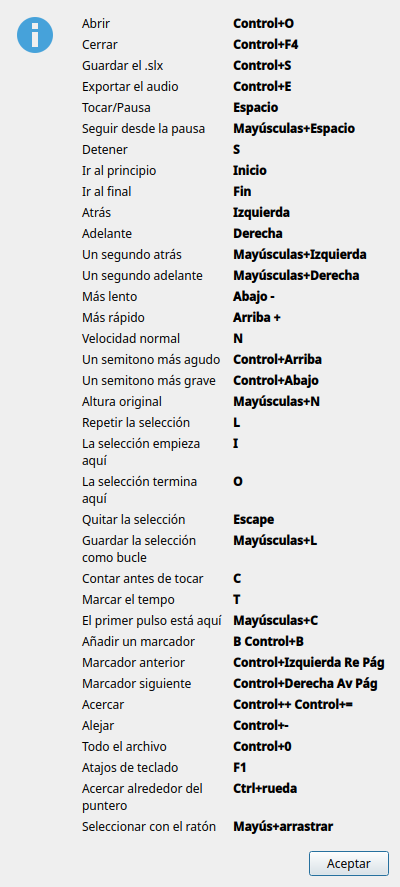 Abrir Control+O
Cerrar Control+F4
Guardar el .slx Control+S
Exportar el audio Control+E
Tocar/Pausa Espacio
Seguir desde la pausa Mayúsculas+Espacio
Detener S
Ir al principio Inicio
Ir al final Fin
Atrás Izquierda
Adelante Derecha
Un segundo atrás Mayúsculas+Izquierda
Un segundo adelante Mayúsculas+Derecha
Más lento Abajo -
Más rápido Arriba +
Velocidad normal N
Un semitono más agudo Control+Arriba
Un semitono más grave Control+Abajo
Altura original Mayúsculas+N
Repetir la selección L
La selección empieza I
aquí
La selección termina O
aquí
Quitar la selección Escape
Guardar la selección Mayúsculas+L
como bucle
Contar antes de tocar C
Marcar el tempo T
El primer pulso está aquí Mayúsculas+C
Añadir un marcador B Control+B
Marcador anterior Control+Izquierda Re Pág
Marcador siguiente Control+Derecha Av Pág
Acercar Control++ Control+=
Alejar Control+-
Todo el archivo Control+0
Atajos de teclado F1
Acercar alrededor del Ctrl+rueda
puntero
Seleccionar con el ratón Mayús+arrastrar
Aceptar